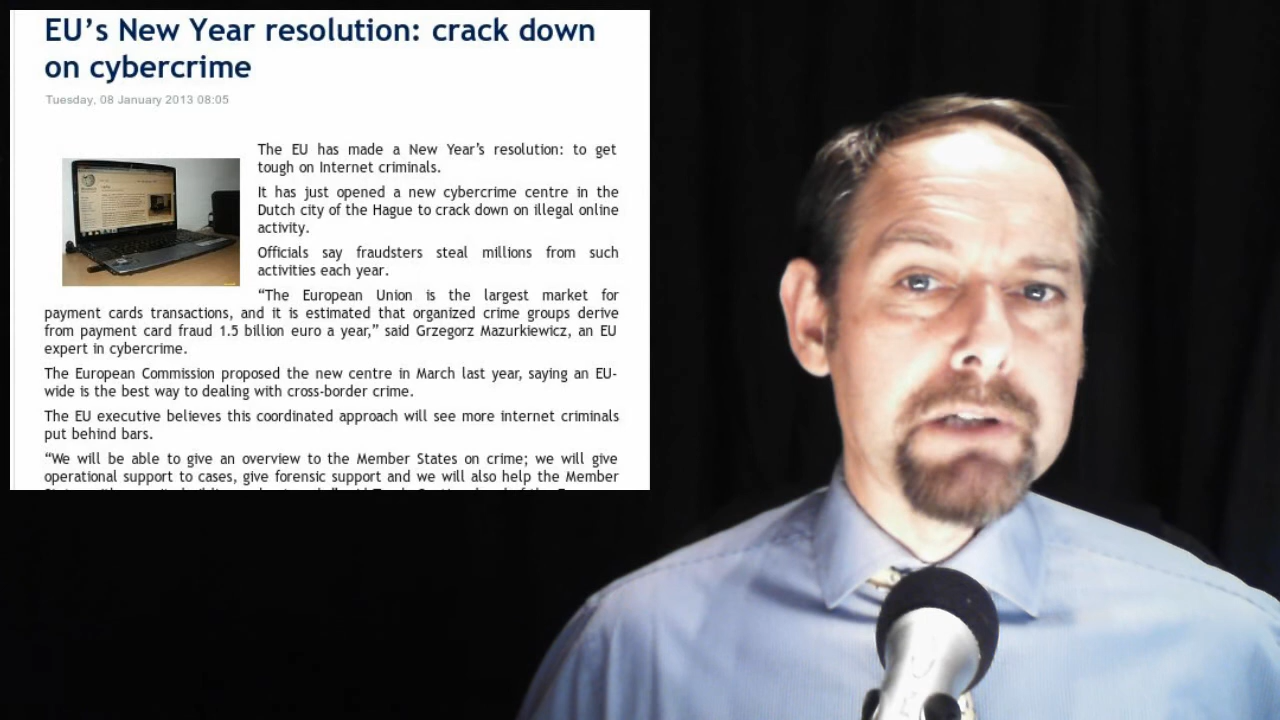 EU’s New Year resolution: crack down
on cybercrime
Tuesday, 08 January 2013 08:05
The EU has made a New Year’s resolution: to get
tough on Internet criminals.
It has just opened a new cybercrime centre in the
Dutch city of the Hague to crack down on illegal online
activity.
Officials say fraudsters steal millions from such
activities each year.
“The European Union is the largest market for
payment cards transactions, and it is estimated that organized crime groups derive
from payment card fraud 1.5 billion euro a year,” said Grzegorz Mazurkiewicz, an EU
expert in cybercrime.
The European Commission proposed the new centre in March last year, saying an EU-
wide is the best way to dealing with cross-border crime.
The EU executive believes this coordinated approach will see more internet criminals
put behind bars.
“We will be able to give an overview to the Member States on crime; we will give
operational support to cases, give forensic support and we will also help the Member